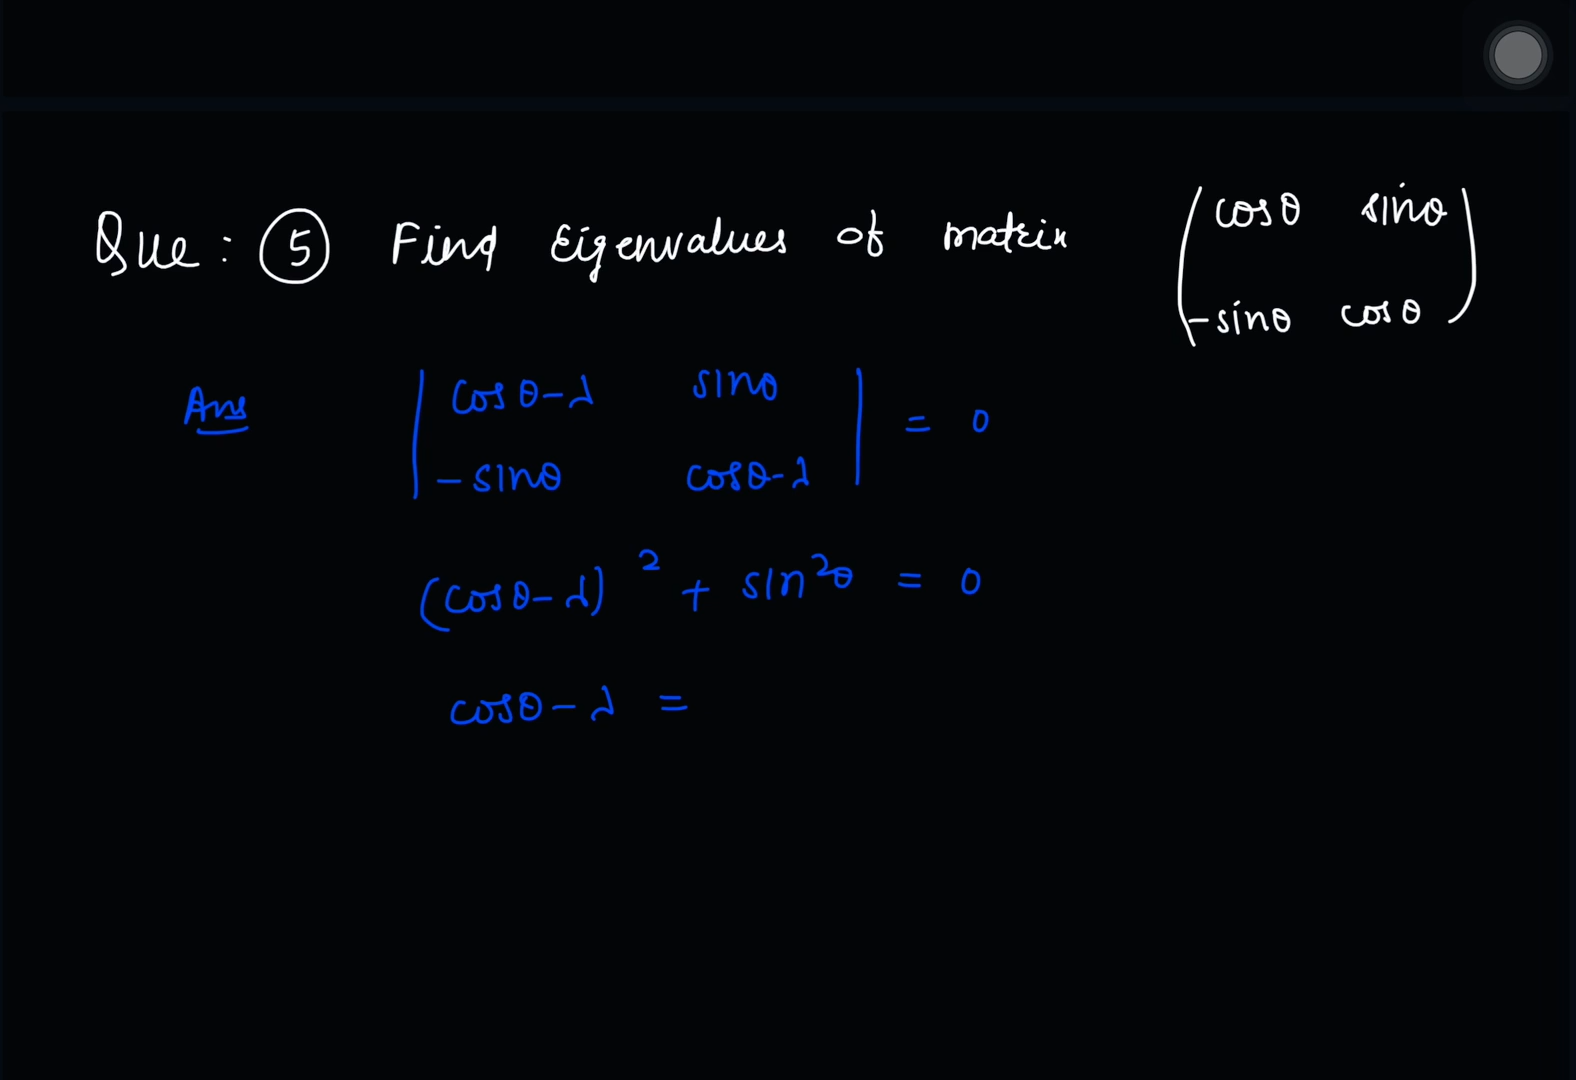 Que: ⑤ Find Eigenvalues of matrix (cosθ sinθ
-sinθ cosθ)
Ans |cosθ-λ sinθ
-sinθ cosθ-λ| = 0
(cosθ-λ)² + sin²θ = 0
cosθ-λ =